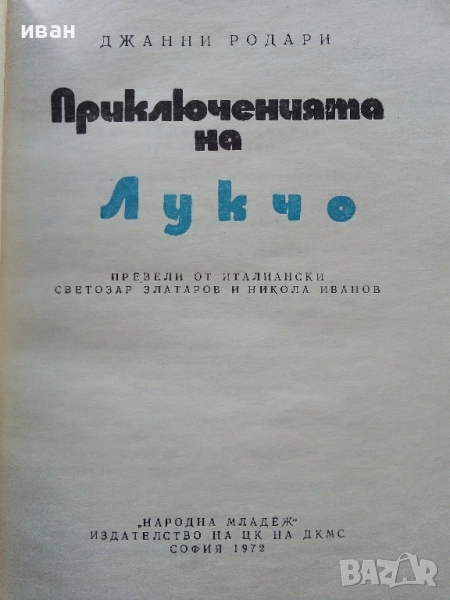 иван
ДЖАННИ РОДАРИ
Приключенията
на
Лукчо
ПРЕВЕЛИ ОТ ИТАЛИАНСКИ
СВЕТОЗАР ЗЛАТАРОВ И НИКОЛА ИВАНОВ
„НАРОДНА МЛАДЕЖ“
ИЗДАТЕЛСТВО НА ЦК НА ДКМС
СОФИЯ 1972
BAZAR